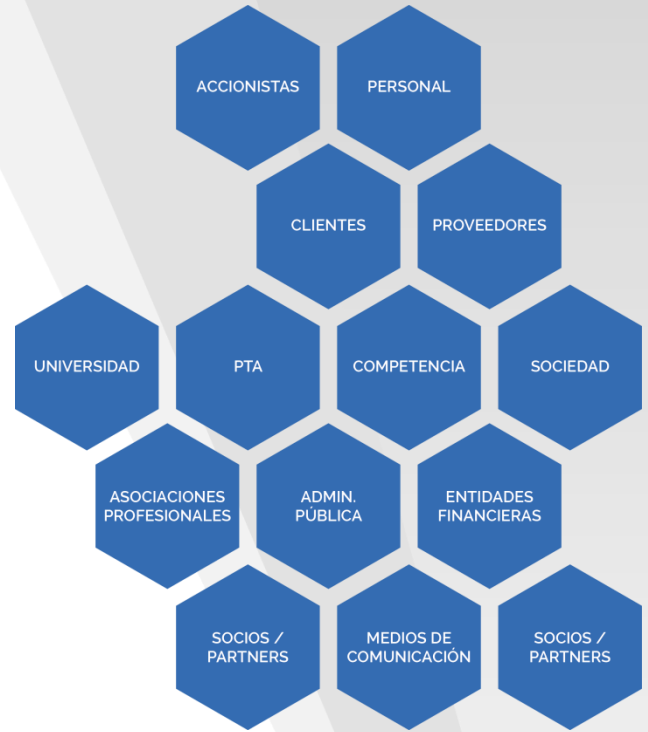 ACCIONISTAS
PERSONAL
CLIENTES
PROVEEDORES
UNIVERSIDAD
PTA
COMPETENCIA
SOCIEDAD
ASOCIACIONES
PROFESIONALES
ADMIN.
PÚBLICA
ENTIDADES
FINANCIERAS
SOCIOS /
PARTNERS
MEDIOS DE
COMUNICACIÓN
SOCIOS /
PARTNERS